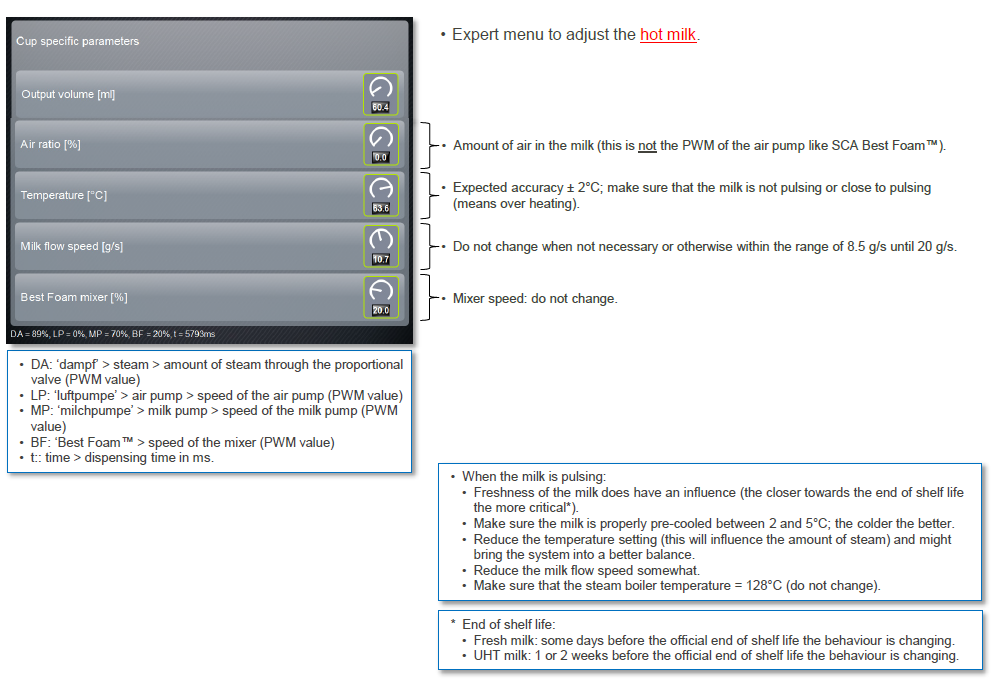 Cup specific parameters
Output volume [ml]
60.4
Air ratio [%]
0.0
Temperature [°C]
63.6
Milk flow speed [g/s]
10.7
Best Foam mixer [%]
20.0
DA = 89%, LP = 0%, MP = 70%, BF = 20%, t = 5793ms
• DA: ‘dampf’ > steam > amount of steam through the proportional
valve (PWM value)
• LP: ‘luftpumpe’ > air pump > speed of the air pump (PWM value)
• MP: ‘milchpumpe’ > milk pump > speed of the milk pump (PWM
value)
• BF: ‘Best Foam™ > speed of the mixer (PWM value)
• t:: time > dispensing time in ms.
• Expert menu to adjust the hot milk.
• Amount of air in the milk (this is not the PWM of the air pump like SCA Best Foam™).
• Expected accuracy ± 2°C; make sure that the milk is not pulsing or close to pulsing
(means over heating).
• Do not change when not necessary or otherwise within the range of 8.5 g/s until 20 g/s.
• Mixer speed: do not change.
• When the milk is pulsing:
• Freshness of the milk does have an influence (the closer towards the end of shelf life
the more critical*).
• Make sure the milk is properly pre-cooled between 2 and 5°C; the colder the better.
• Reduce the temperature setting (this will influence the amount of steam) and might
bring the system into a better balance.
• Reduce the milk flow speed somewhat.
• Make sure that the steam boiler temperature = 128°C (do not change).
* End of shelf life:
• Fresh milk: some days before the official end of shelf life the behaviour is changing.
• UHT milk: 1 or 2 weeks before the official end of shelf life the behaviour is changing.